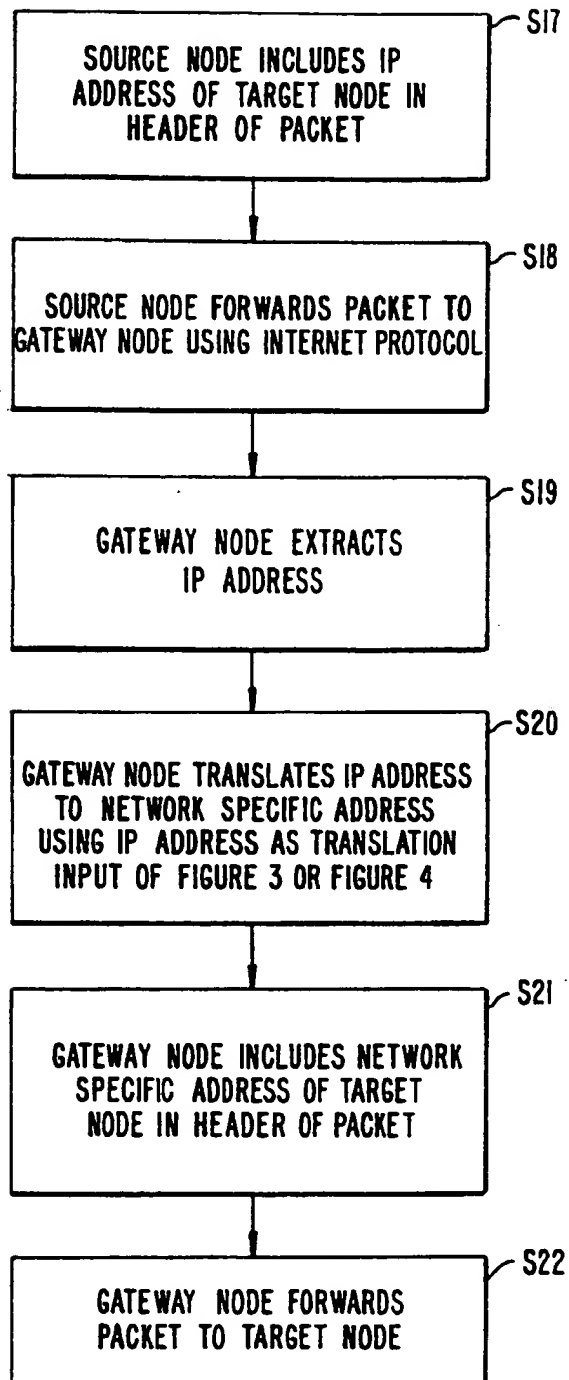 S17
SOURCE NODE INCLUDES IP
ADDRESS OF TARGET NODE IN
HEADER OF PACKET
S18
SOURCE NODE FORWARDS PACKET TO
GATEWAY NODE USING INTERNET PROTOCOL
S19
GATEWAY NODE EXTRACTS
IP ADDRESS
S20
GATEWAY NODE TRANSLATES IP ADDRESS
TO NETWORK SPECIFIC ADDRESS
USING IP ADDRESS AS TRANSLATION
INPUT OF FIGURE 3 OR FIGURE 4
S21
GATEWAY NODE INCLUDES NETWORK
SPECIFIC ADDRESS OF TARGET
NODE IN HEADER OF PACKET
S22
GATEWAY NODE FORWARDS
PACKET TO TARGET NODE